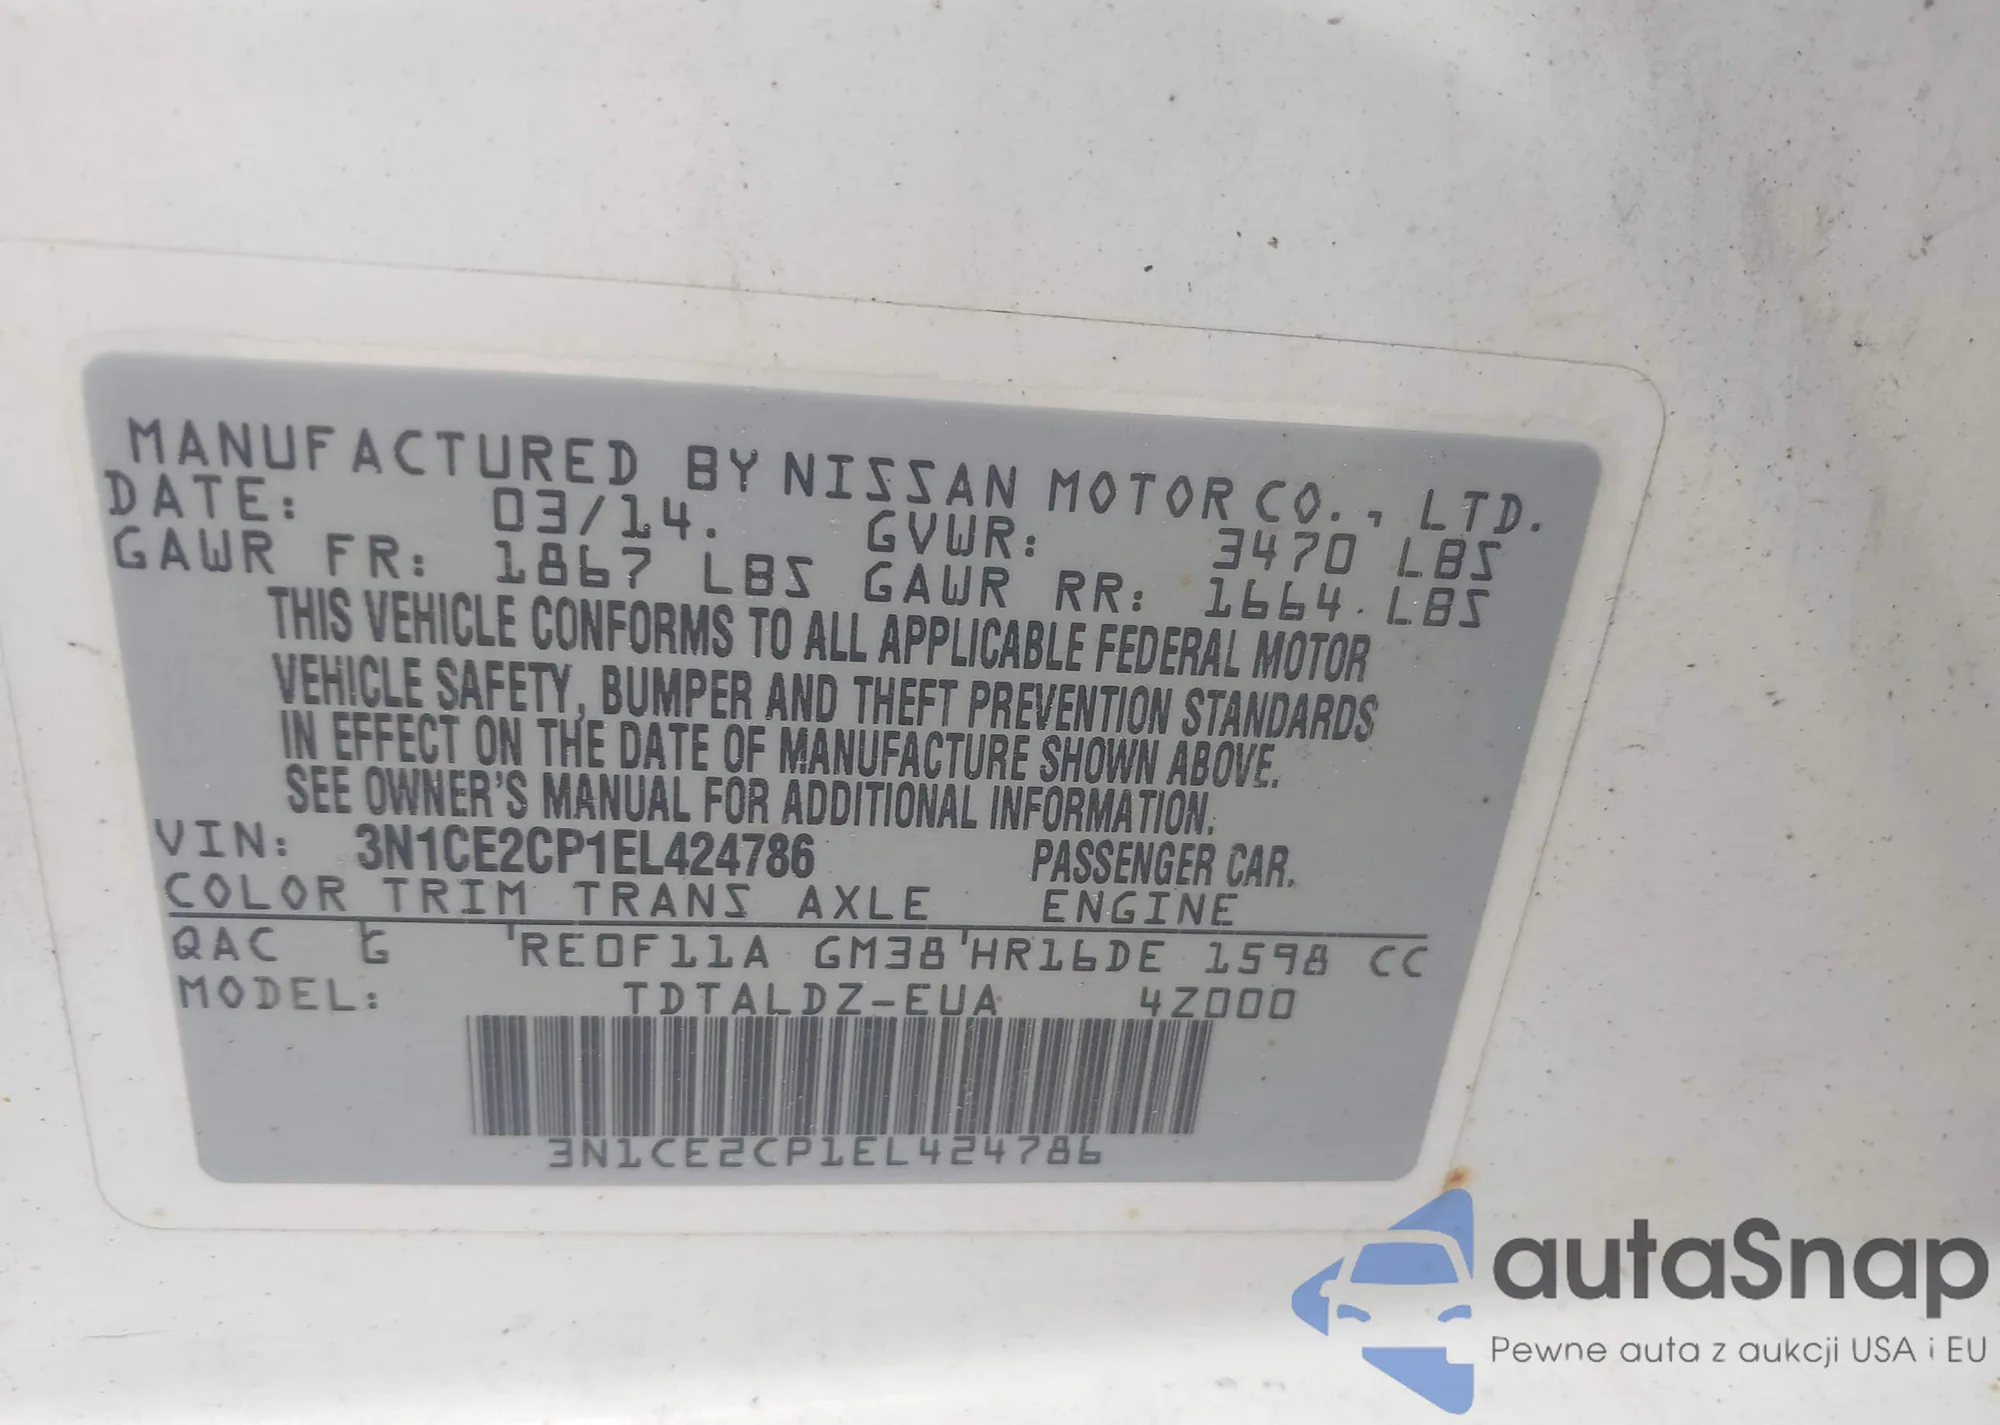 MANUFACTURED BY NISSAN MOTOR CO., LTD.
DATE: 03/14. GVWR: 3470 LBS
GAWR FR: 1867 LBS GAWR RR: 1664. LBS
THIS VEHICLE CONFORMS TO ALL APPLICABLE FEDERAL MOTOR
VEHICLE SAFETY, BUMPER AND THEFT PREVENTION STANDARDS
IN EFFECT ON THE DATE OF MANUFACTURE SHOWN ABOVE.
SEE OWNER'S MANUAL FOR ADDITIONAL INFORMATION.
VIN: 3N1CE2CP1EL424786 PASSENGER CAR.
COLOR TRIM TRANS AXLE ENGINE
QAC G RE0F11A GM38 HR16DE 1598 CC
MODEL: TDTALDZ-EUA 4Z000
3N1CE2CP1EL424786
autaSnap
Pewne auta z aukcji USA i EU